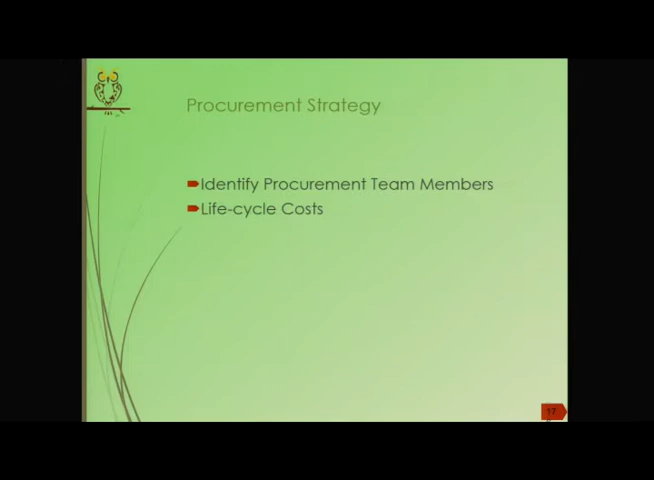 Procurement Strategy
Identify Procurement Team Members
Life-cycle Costs
17